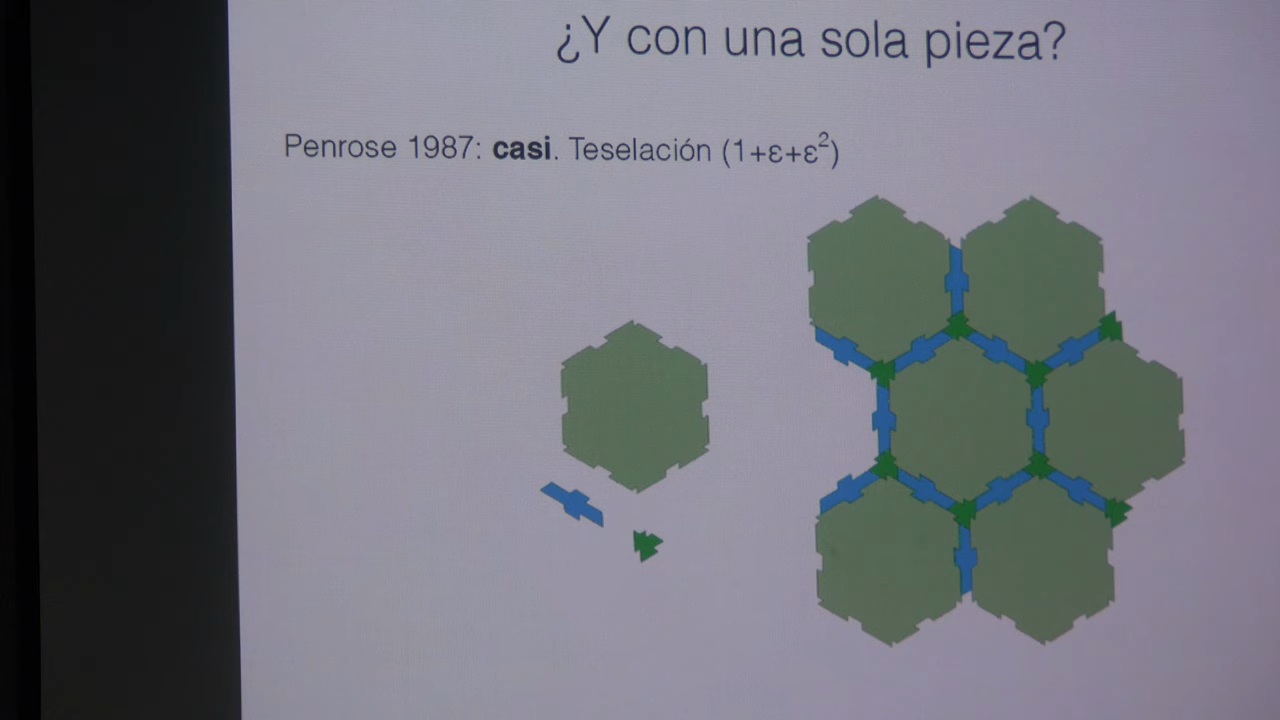 ¿Y con una sola pieza?
Penrose 1987: casi. Teselación (1+ε+ε²)